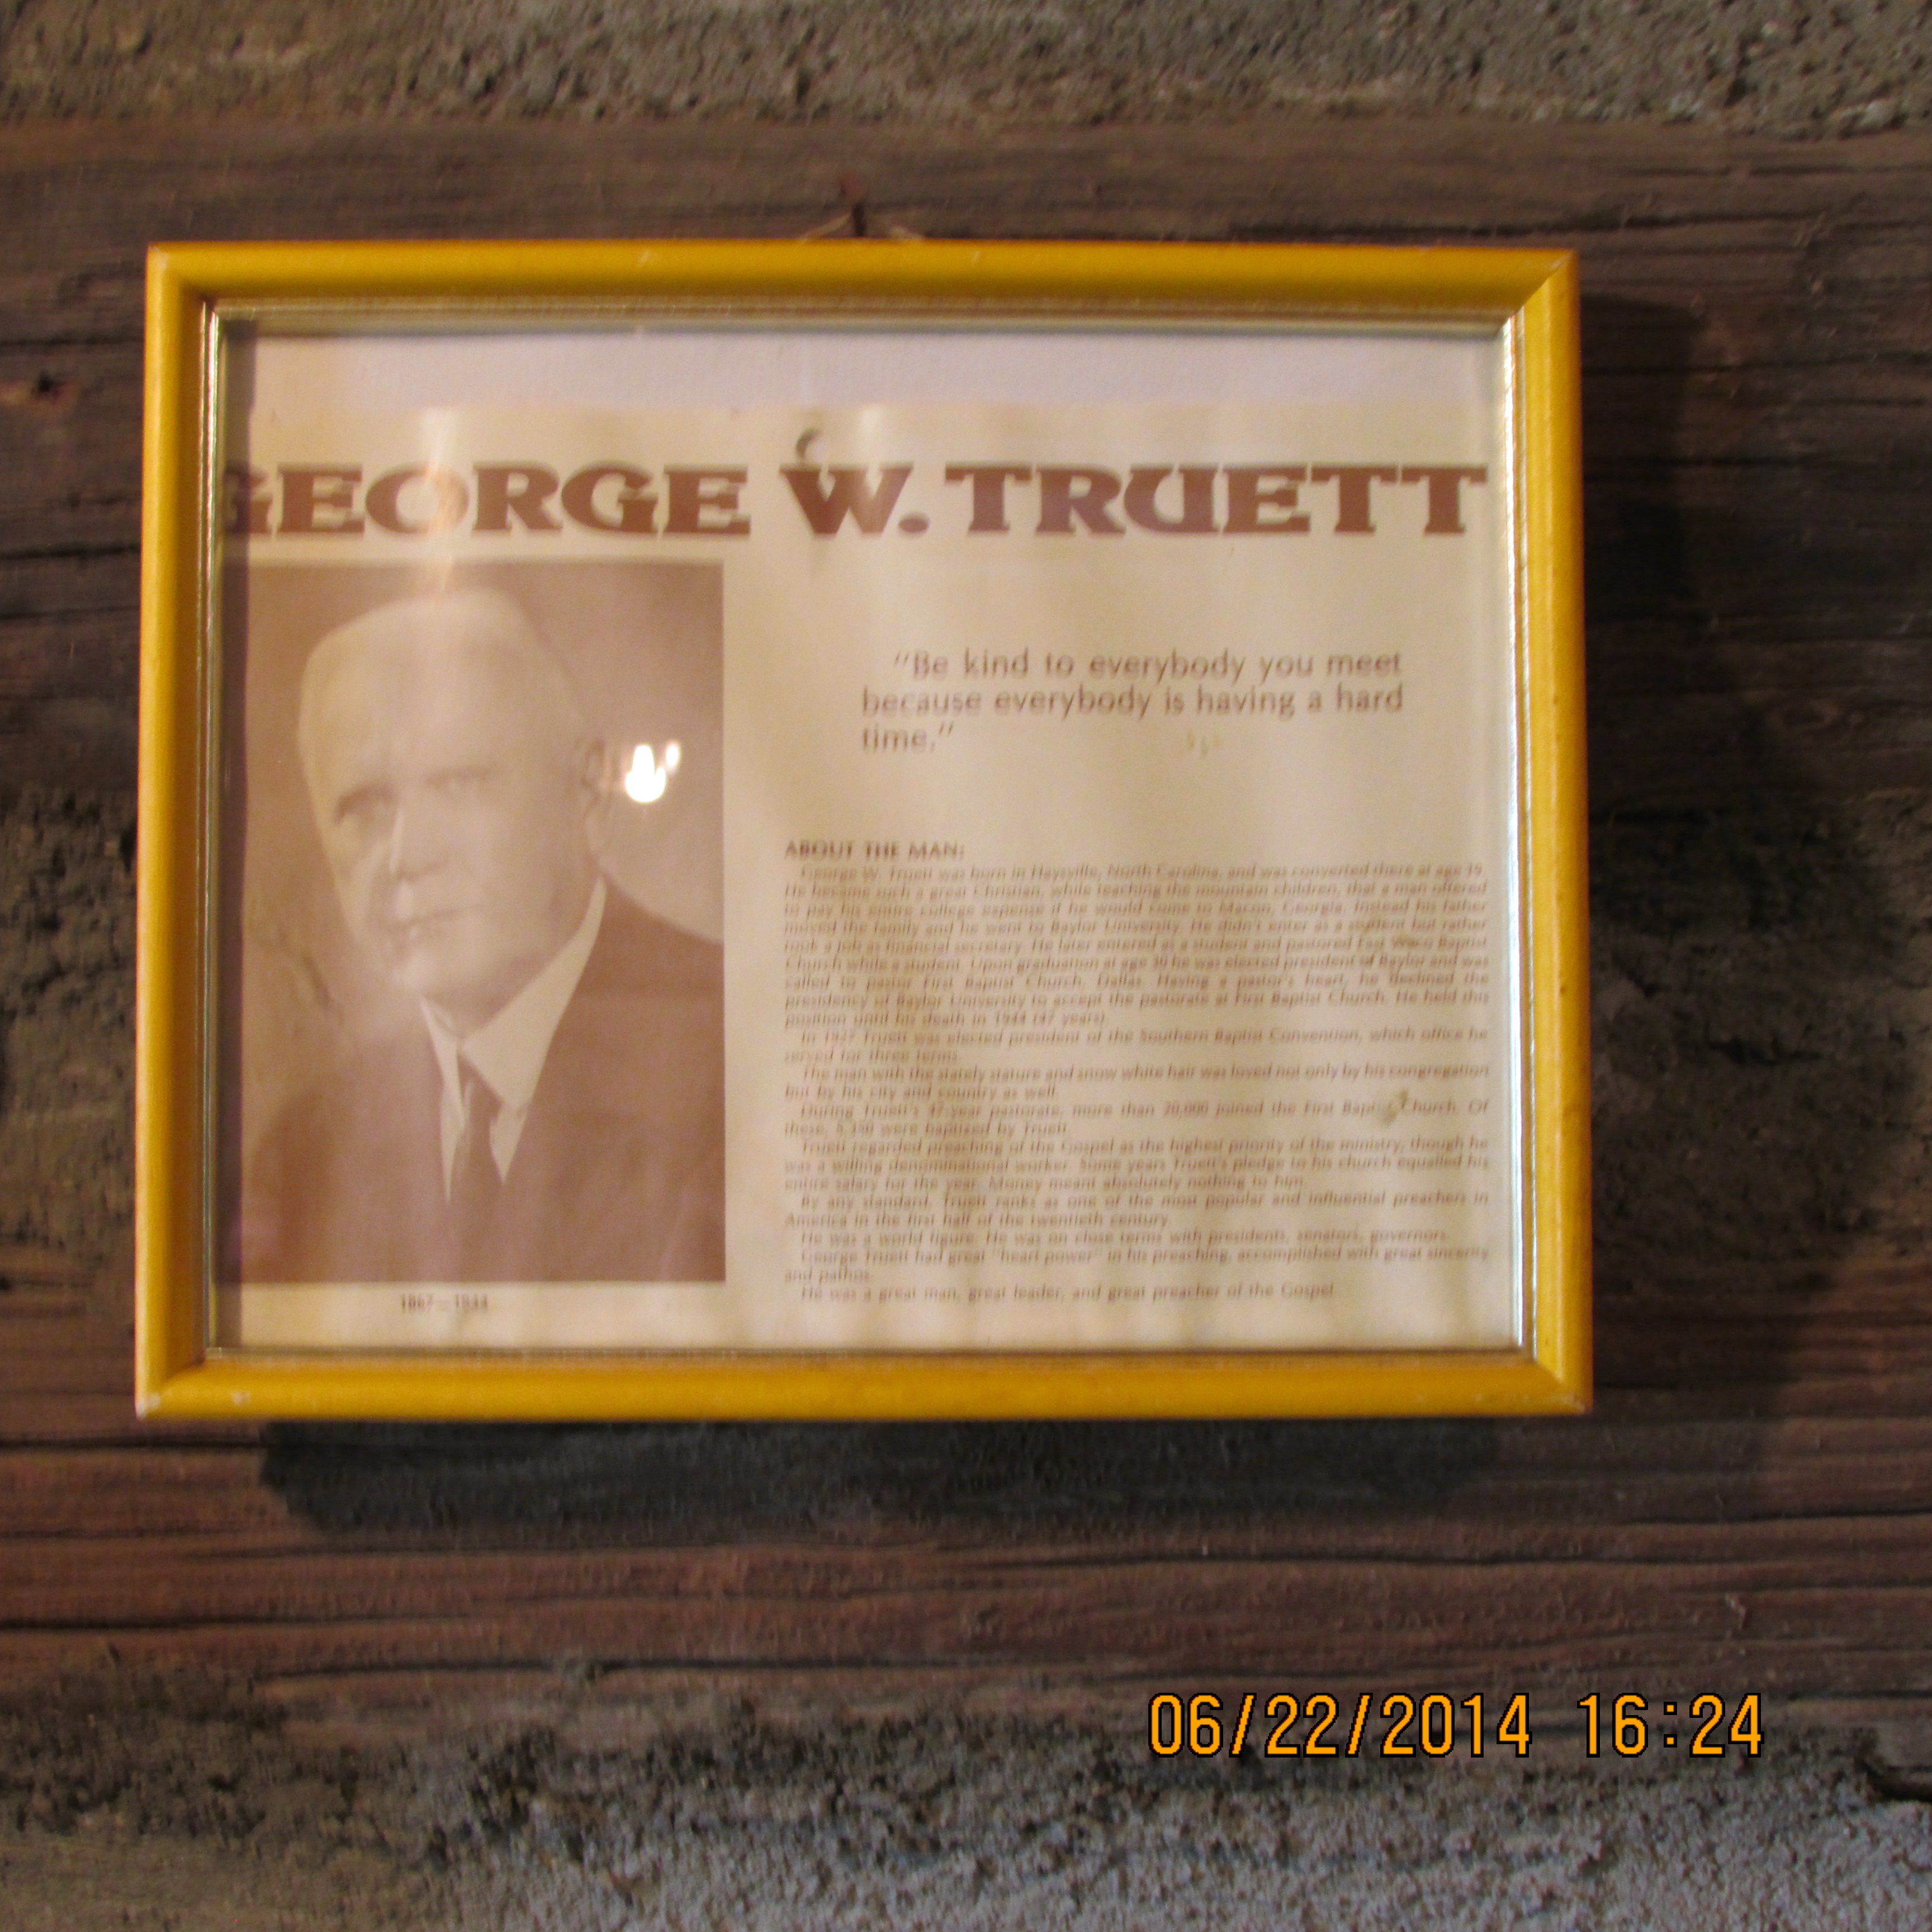 GEORGE W. TRUETT
"Be kind to everybody you meet
because everybody is having a hard
time."
ABOUT THE MAN:
George W. Truett was born in Haysville, North Carolina, and was converted there at age 19.
He became such a great Christian, while teaching the mountain children, that a man offered
to pay his entire college expense if he would come to Macon, Georgia. Instead his father
moved the family and he went to Baylor University. He didn't enter as a student but rather
took a job as financial secretary. He later entered as a student and pastored East Waco Baptist
Church while a student. Upon graduation at age 30 he was elected president of Baylor and was
called to pastor First Baptist Church, Dallas. Having a pastor's heart, he declined the
presidency of Baylor University to accept the pastorate at First Baptist Church. He held this
position until his death in 1944 (47 years).
In 1927 Truett was elected president of the Southern Baptist Convention, which office he
served for three terms.
The man with the stately stature and snow white hair was loved not only by his congregation
but by his city and country as well.
During Truett's 47-year pastorate, more than 20,000 joined the First Baptist Church. Of
these, were baptised by Truett.
Truett regarded preaching of the Gospel as the highest priority of the ministry, though he
was a willing denominational worker. Some years Truett's pledge to his church equalled his
entire salary for the year. Money meant absolutely nothing to him.
By any standard, Truett ranks as one of the most popular and influential preachers in
America in the first half of the twentieth century.
He was a world figure. He was on close terms with presidents, senators, governors.
George Truett had great "heart power" in his preaching, accomplished with great sincerity
and pathos.
He was a great man, great leader, and great preacher of the Gospel.
1867—1944
06/22/2014 16:24